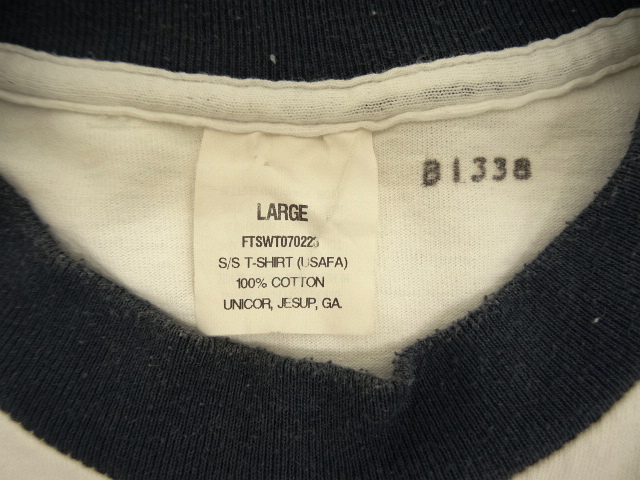 B1338
LARGE
FTSWT070223
S/S T-SHIRT (USAFA)
100% COTTON
UNICOR, JESUP, GA.